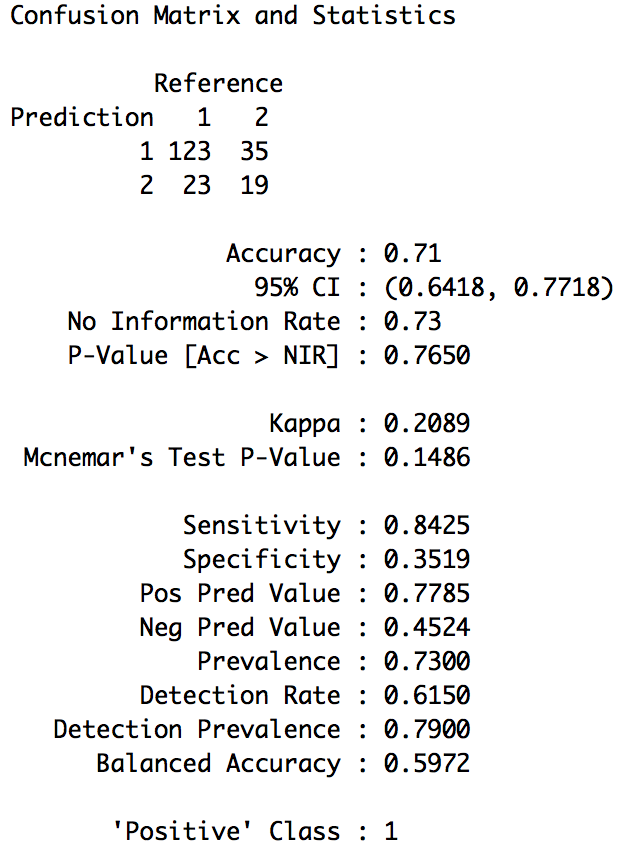 Confusion Matrix and Statistics
Reference
Prediction 1 2
1 123 35
2 23 19
Accuracy : 0.71
95% CI : (0.6418, 0.7718)
No Information Rate : 0.73
P-Value [Acc > NIR] : 0.7650
Kappa : 0.2089
Mcnemar's Test P-Value : 0.1486
Sensitivity : 0.8425
Specificity : 0.3519
Pos Pred Value : 0.7785
Neg Pred Value : 0.4524
Prevalence : 0.7300
Detection Rate : 0.6150
Detection Prevalence : 0.7900
Balanced Accuracy : 0.5972
'Positive' Class : 1